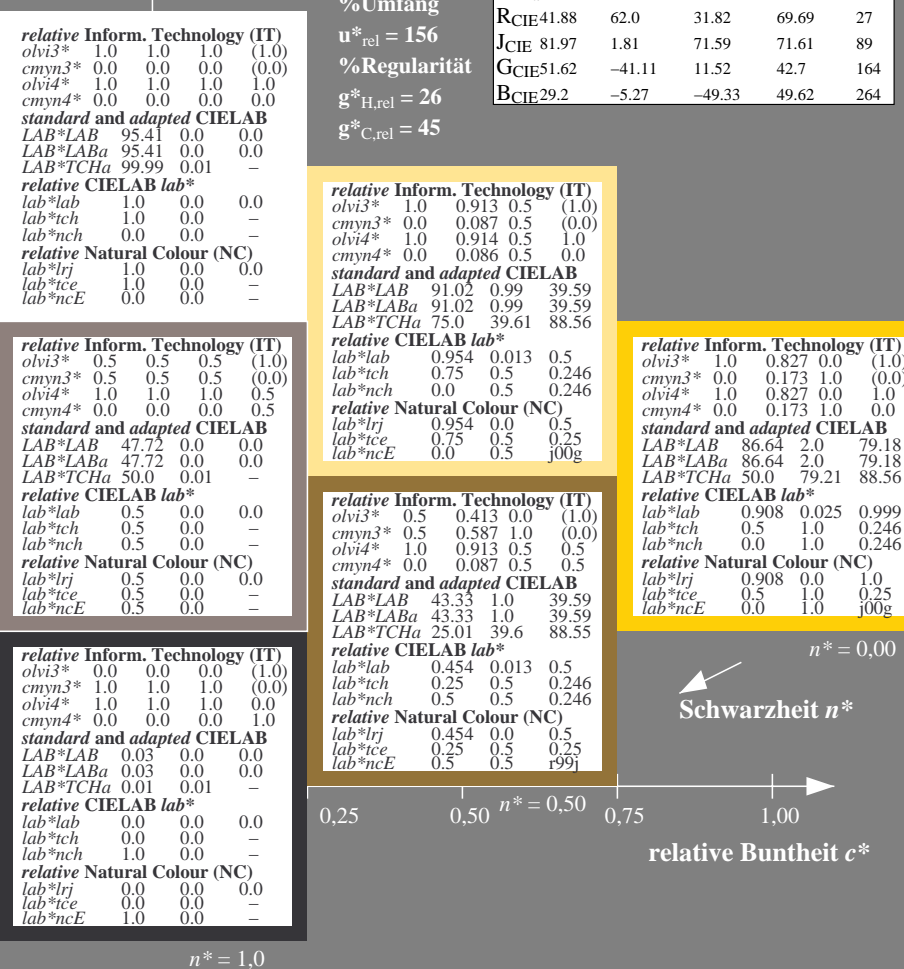 %Umfang
u*rel = 156
%Regularität
g*H,rel = 26
g*C,rel = 45
RCIE 41.88 62.0 31.82 69.69 27
JCIE 81.97 1.81 71.59 71.61 89
GCIE 51.62 −41.11 11.52 42.7 164
BCIE 29.2 −5.27 −49.33 49.62 264
relative Inform. Technology (IT)
olvi3* 1.0 1.0 1.0 (1.0)
cmyn3* 0.0 0.0 0.0 (0.0)
olvi4* 1.0 1.0 1.0 1.0
cmyn4* 0.0 0.0 0.0 0.0
standard and adapted CIELAB
LAB*LAB 95.41 0.0 0.0
LAB*LABa 95.41 0.0 0.0
LAB*TCHa 99.99 0.01 –
relative CIELAB lab*
lab*lab 1.0 0.0 0.0
lab*tch 1.0 0.0 –
lab*nch 0.0 0.0 –
relative Natural Colour (NC)
lab*lrj 1.0 0.0 0.0
lab*tce 1.0 0.0 –
lab*ncE 0.0 0.0 –
relative Inform. Technology (IT)
olvi3* 1.0 0.913 0.5 (1.0)
cmyn3* 0.0 0.087 0.5 (0.0)
olvi4* 1.0 0.914 0.5 1.0
cmyn4* 0.0 0.086 0.5 0.0
standard and adapted CIELAB
LAB*LAB 91.02 0.99 39.59
LAB*LABa 91.02 0.99 39.59
LAB*TCHa 75.0 39.61 88.56
relative CIELAB lab*
lab*lab 0.954 0.013 0.5
lab*tch 0.75 0.5 0.246
lab*nch 0.0 0.5 0.246
relative Natural Colour (NC)
lab*lrj 0.954 0.0 0.5
lab*tce 0.75 0.5 0.25
lab*ncE 0.0 0.5 j00g
relative Inform. Technology (IT)
olvi3* 0.5 0.5 0.5 (1.0)
cmyn3* 0.5 0.5 0.5 (0.0)
olvi4* 1.0 1.0 1.0 0.5
cmyn4* 0.0 0.0 0.0 0.5
standard and adapted CIELAB
LAB*LAB 47.72 0.0 0.0
LAB*LABa 47.72 0.0 0.0
LAB*TCHa 50.0 0.01 –
relative CIELAB lab*
lab*lab 0.5 0.0 0.0
lab*tch 0.5 0.0 –
lab*nch 0.5 0.0 –
relative Natural Colour (NC)
lab*lrj 0.5 0.0 0.0
lab*tce 0.5 0.0 –
lab*ncE 0.5 0.0 –
relative Inform. Technology (IT)
olvi3* 1.0 0.827 0.0 (1.0)
cmyn3* 0.0 0.173 1.0 (0.0)
olvi4* 1.0 0.827 0.0 1.0
cmyn4* 0.0 0.173 1.0 0.0
standard and adapted CIELAB
LAB*LAB 86.64 2.0 79.18
LAB*LABa 86.64 2.0 79.18
LAB*TCHa 50.0 79.21 88.56
relative CIELAB lab*
lab*lab 0.908 0.025 0.999
lab*tch 0.5 1.0 0.246
lab*nch 0.0 1.0 0.246
relative Natural Colour (NC)
lab*lrj 0.908 0.0 1.0
lab*tce 0.5 1.0 0.25
lab*ncE 0.0 1.0 j00g
relative Inform. Technology (IT)
olvi3* 0.5 0.413 0.0 (1.0)
cmyn3* 0.5 0.587 1.0 (0.0)
olvi4* 1.0 0.913 0.5 0.5
cmyn4* 0.0 0.087 0.5 0.5
standard and adapted CIELAB
LAB*LAB 43.33 1.0 39.59
LAB*LABa 43.33 1.0 39.59
LAB*TCHa 25.01 39.6 88.55
relative CIELAB lab*
lab*lab 0.454 0.013 0.5
lab*tch 0.25 0.5 0.246
lab*nch 0.5 0.5 0.246
relative Natural Colour (NC)
lab*lrj 0.454 0.0 0.5
lab*tce 0.25 0.5 0.25
lab*ncE 0.5 0.5 r99j
relative Inform. Technology (IT)
olvi3* 0.0 0.0 0.0 (1.0)
cmyn3* 1.0 1.0 1.0 (0.0)
olvi4* 1.0 1.0 1.0 0.0
cmyn4* 0.0 0.0 0.0 1.0
standard and adapted CIELAB
LAB*LAB 0.03 0.0 0.0
LAB*LABa 0.03 0.0 0.0
LAB*TCHa 0.01 0.01 –
relative CIELAB lab*
lab*lab 0.0 0.0 0.0
lab*tch 0.0 0.0 –
lab*nch 1.0 0.0 –
relative Natural Colour (NC)
lab*lrj 0.0 0.0 0.0
lab*tce 0.0 0.0 –
lab*ncE 1.0 0.0 –
n* = 0,00
Schwarzheit n*
n* = 0,50
0,25 0,50 0,75 1,00
relative Buntheit c*
n* = 1,0